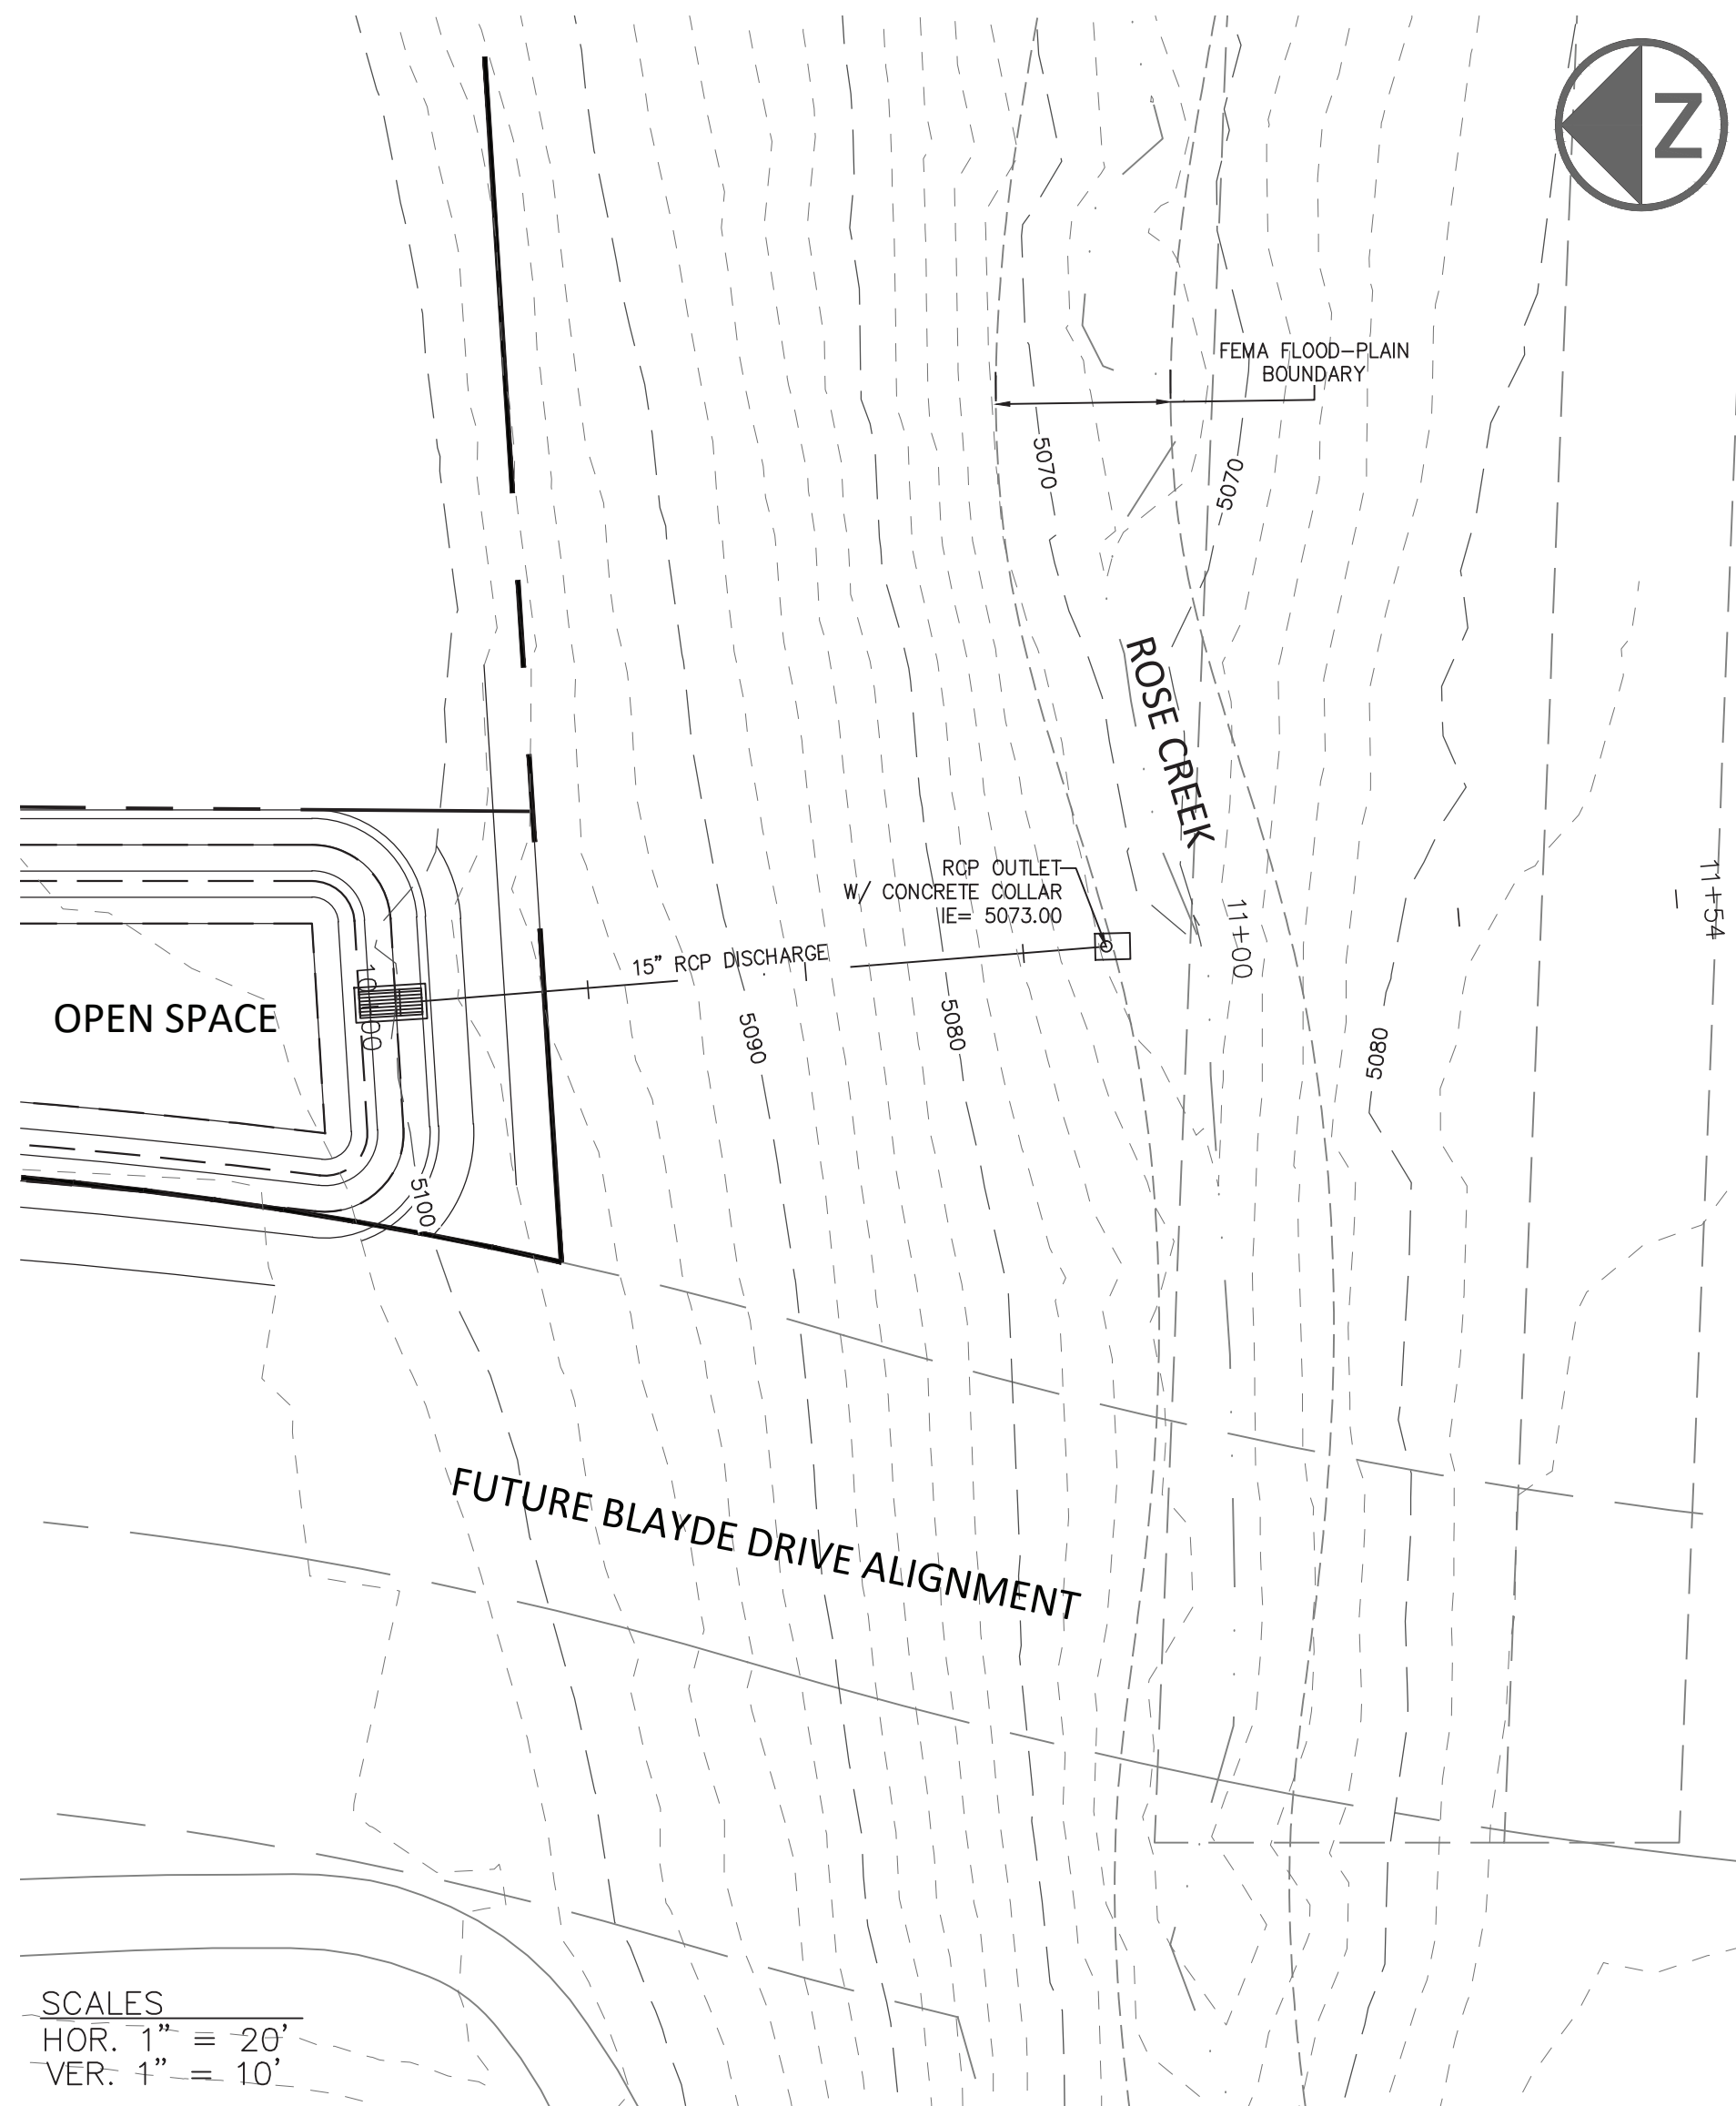 Z
FEMA FLOOD-PLAIN
BOUNDARY
5070
5070
ROSE CREEK
RCP OUTLET
W/ CONCRETE COLLAR
IE= 5073.00
11+00
11+54
15" RCP DISCHARGE
10+00
OPEN SPACE
5090
5080
5080
5100
FUTURE BLAYDE DRIVE ALIGNMENT
SCALES
HOR. 1" = 20'
VER. 1" = 10'